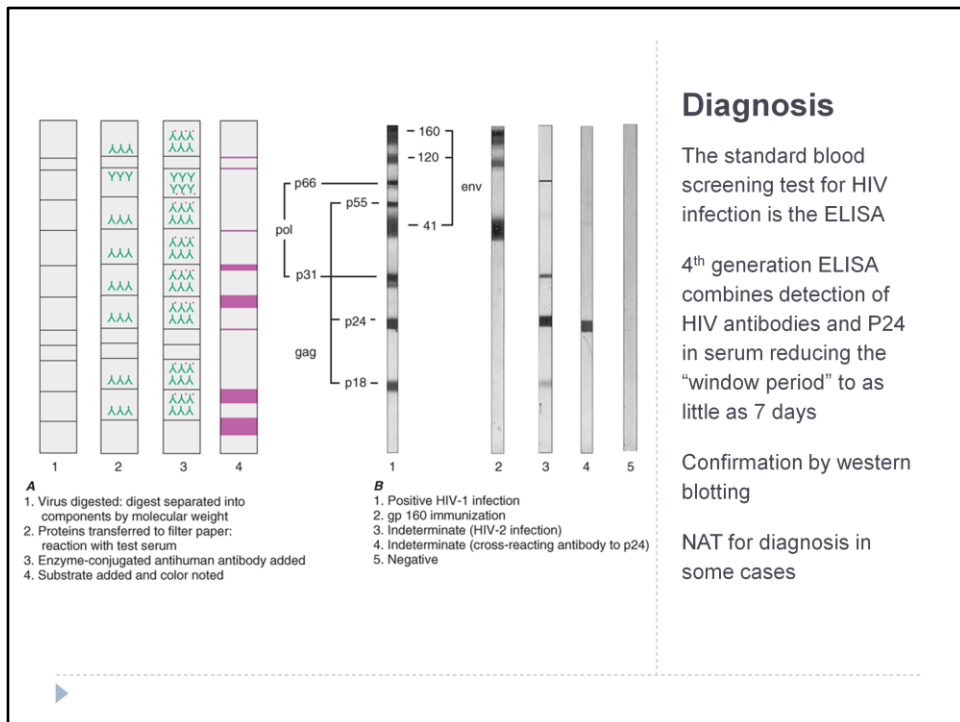 Diagnosis
The standard blood
screening test for HIV
infection is the ELISA
4th generation ELISA
combines detection of
HIV antibodies and P24
in serum reducing the
“window period” to as
little as 7 days
Confirmation by western
blotting
NAT for diagnosis in
some cases
160
120
env
41
p66
p55
pol
p31
p24
gag
p18
1 2 3 4
A
1. Virus digested: digest separated into
components by molecular weight
2. Proteins transferred to filter paper:
reaction with test serum
3. Enzyme-conjugated antihuman antibody added
4. Substrate added and color noted
1 2 3 4 5
B
1. Positive HIV-1 infection
2. gp 160 immunization
3. Indeterminate (HIV-2 infection)
4. Indeterminate (cross-reacting antibody to p24)
5. Negative